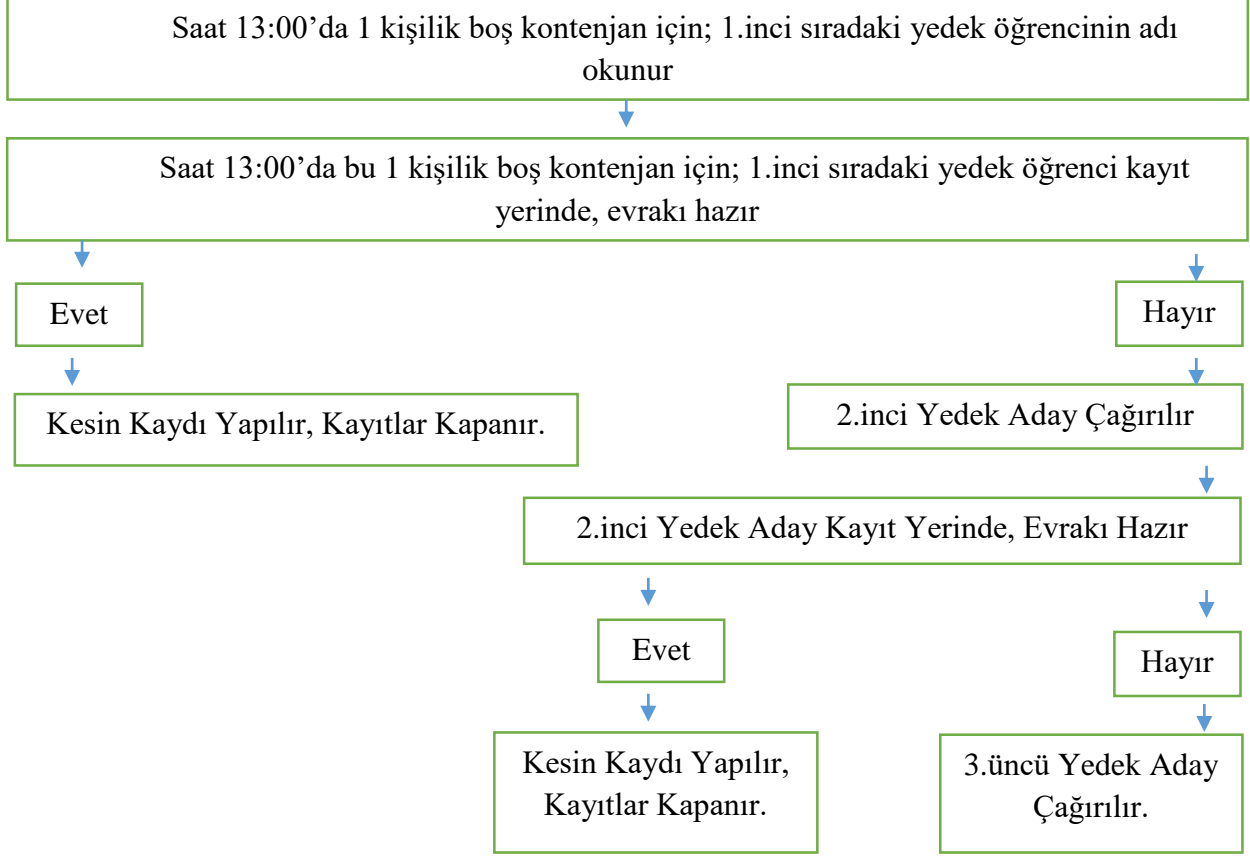 Saat 13:00’da 1 kişilik boş kontenjan için; 1.inci sıradaki yedek öğrencinin adı
okunur
Saat 13:00’da bu 1 kişilik boş kontenjan için; 1.inci sıradaki yedek öğrenci kayıt
yerinde, evrakı hazır
Evet
Hayır
Kesin Kaydı Yapılır, Kayıtlar Kapanır.
2.inci Yedek Aday Çağırılır
2.inci Yedek Aday Kayıt Yerinde, Evrakı Hazır
Evet
Hayır
Kesin Kaydı Yapılır,
Kayıtlar Kapanır.
3.üncü Yedek Aday
Çağırılır.